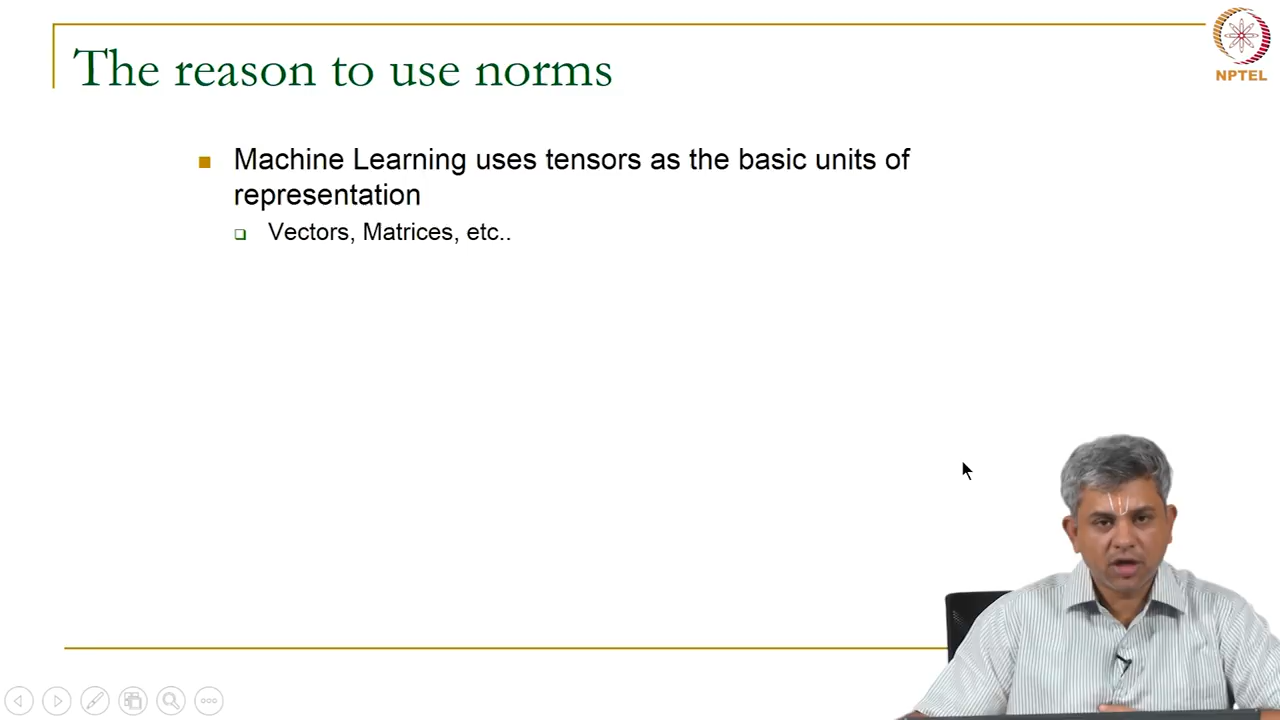 The reason to use norms
NPTEL
Machine Learning uses tensors as the basic units of
representation
Vectors, Matrices, etc..